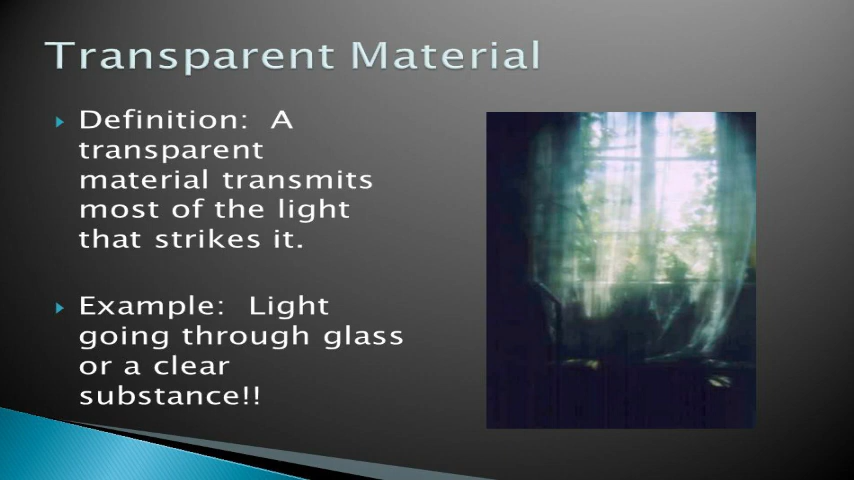 Transparent Material
Definition:  A
transparent
material transmits
most of the light
that strikes it.
Example:  Light
going through glass
or a clear
substance!!